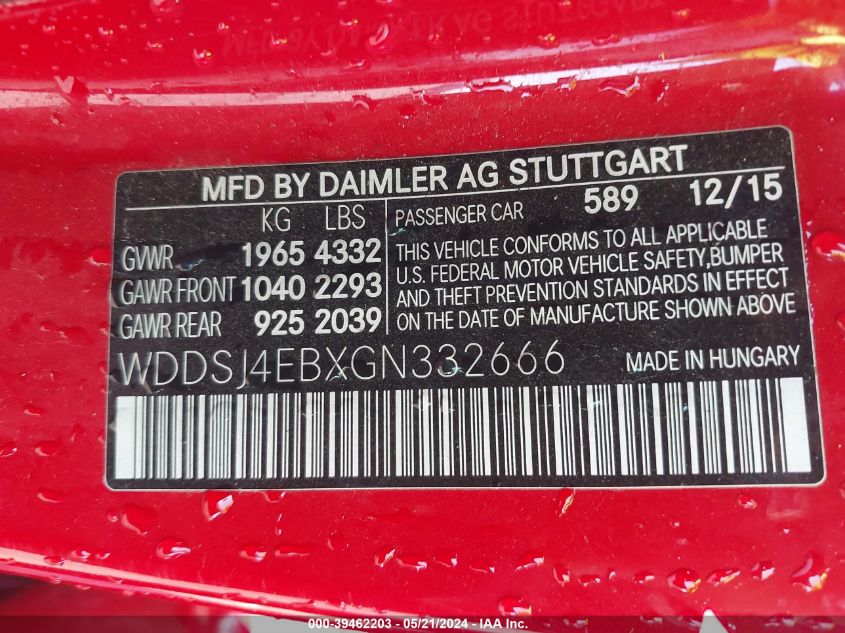 MFD BY DAIMLER AG STUTTGART
KG LBS
GVWR 1965 4332
GAWR FRONT 1040 2293
GAWR REAR 925 2039
PASSENGER CAR 589 12/15
THIS VEHICLE CONFORMS TO ALL APPLICABLE
U.S. FEDERAL MOTOR VEHICLE SAFETY,BUMPER
AND THEFT PREVENTION STANDARDS IN EFFECT
ON THE DATE OF MANUFACTURE SHOWN ABOVE
WDDSJ4EBXGN332666 MADE IN HUNGARY
000-39462203 - 05/21/2024 - IAA Inc.